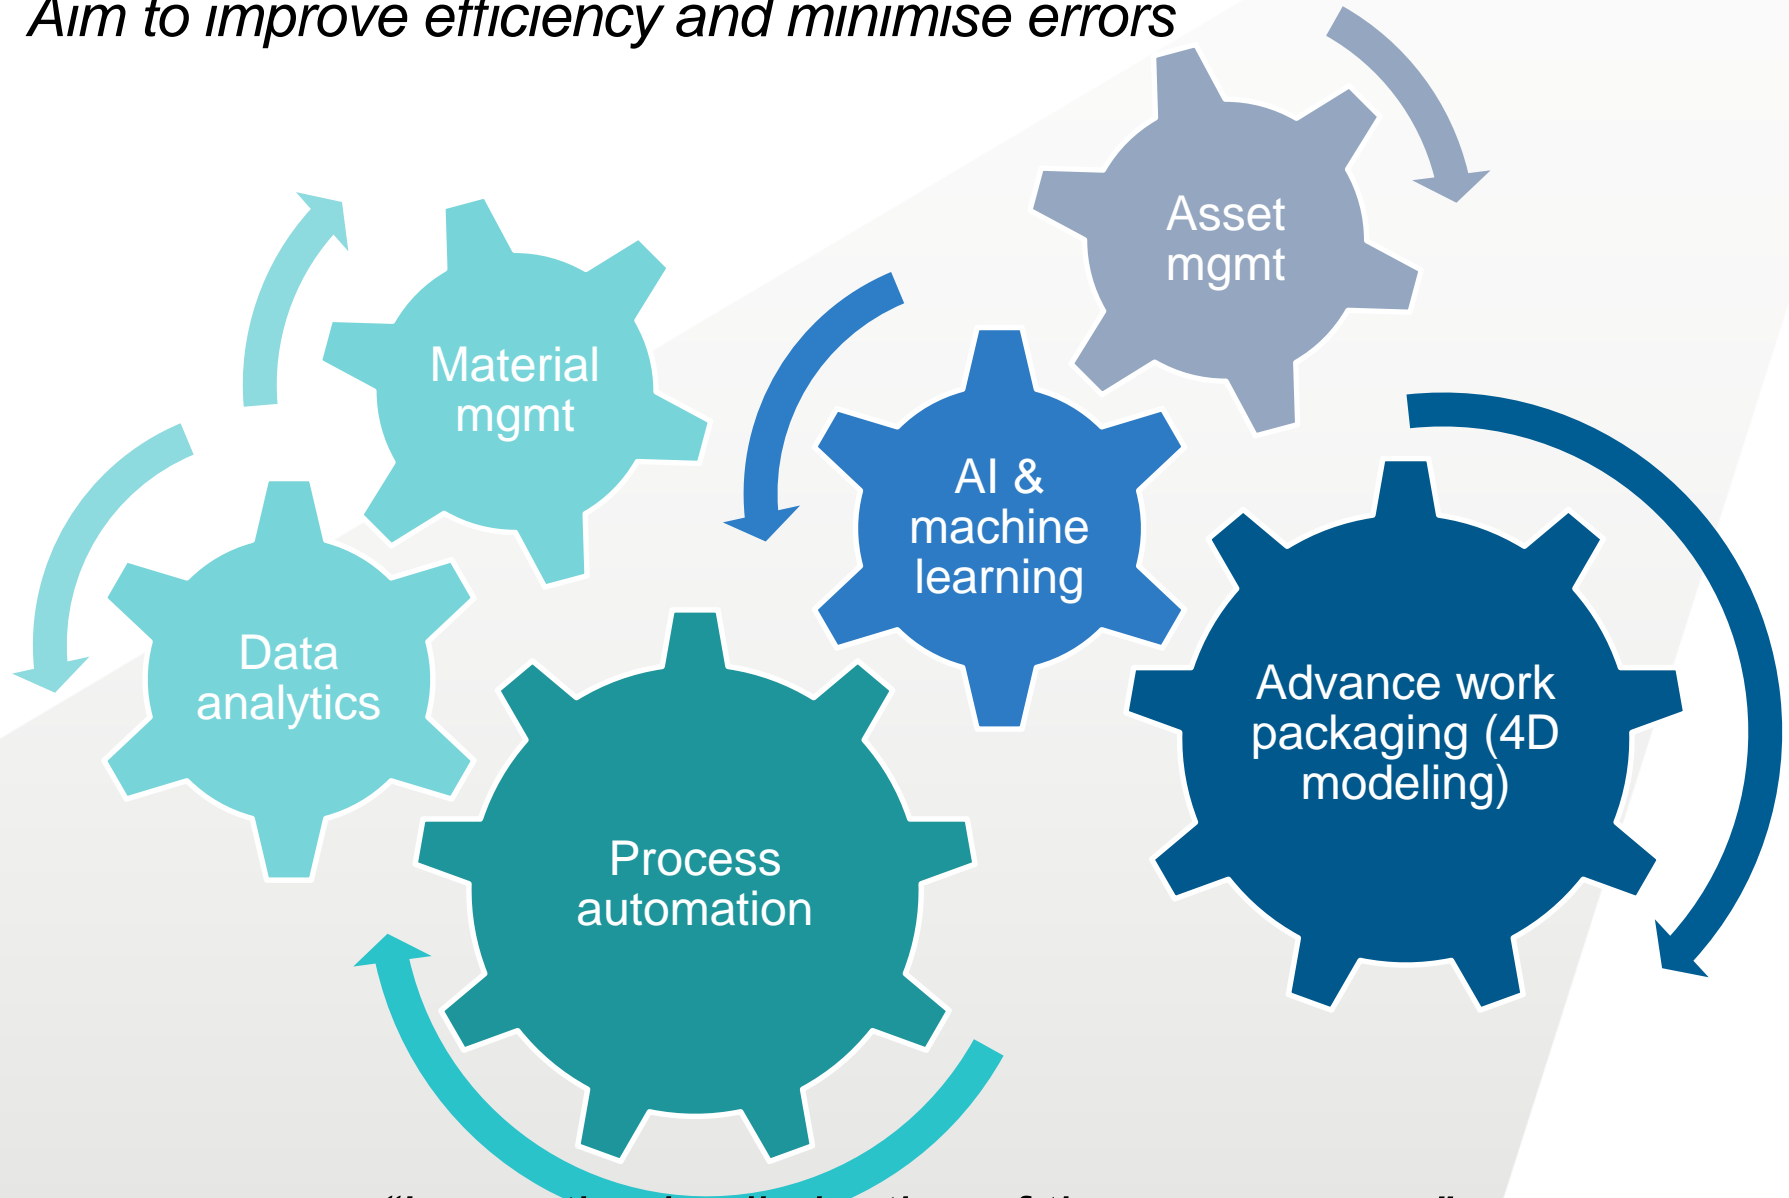 Aim to improve efficiency and minimise errors
Asset
mgmt
Material
mgmt
AI &
machine
learning
Data
analytics
Advance work
packaging (4D
modeling)
Process
automation